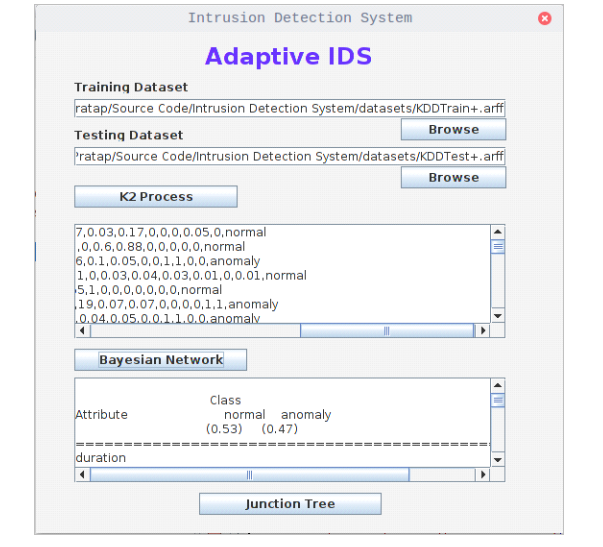 Intrusion Detection System
Adaptive IDS
Training Dataset
ratap/Source Code/Intrusion Detection System/datasets/KDDTrain+.arff
Browse
Testing Dataset
ratap/Source Code/Intrusion Detection System/datasets/KDDTest+.arff
Browse
K2 Process
7,0.03,0.17,0,0,0,0.05,0,normal
,0,0.6,0.88,0,0,0,0,0,normal
6,0.1,0.05,0,0,1,1,0,0,anomaly
1,0,0.03,0.04,0.03,0.01,0,0.01,normal
5,1,0,0,0,0,0,0,0,normal
,19,0.07,0.07,0,0,0,0,1,1,anomaly
,0,0.04,0.05,0,0,1,1,0,0,anomaly
Bayesian Network
Class
Attribute normal anomaly
(0.53) (0.47)
================================================
duration
Junction Tree